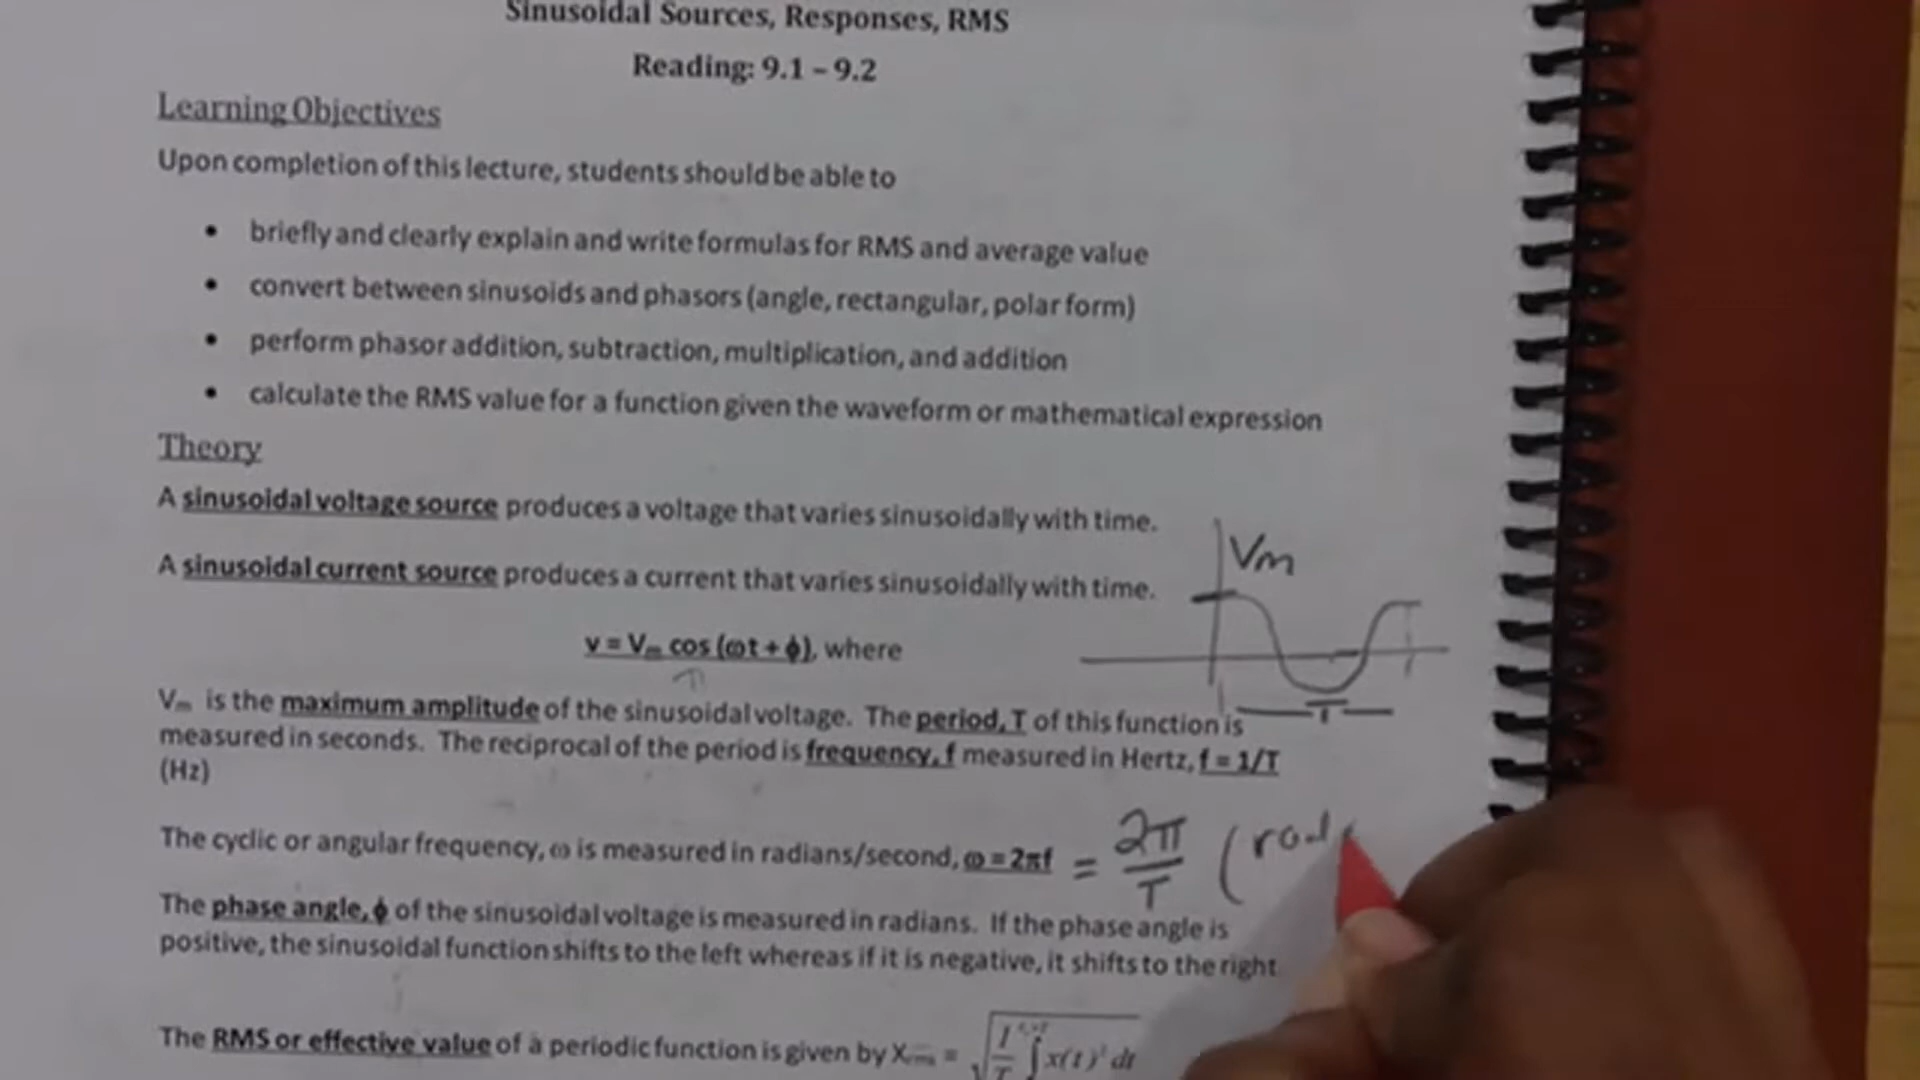 Sinusoidal Sources, Responses, RMS
Reading: 9.1 – 9.2
Learning Objectives
Upon completion of this lecture, students should be able to
• briefly and clearly explain and write formulas for RMS and average value
• convert between sinusoids and phasors (angle, rectangular, polar form)
• perform phasor addition, subtraction, multiplication, and addition
• calculate the RMS value for a function given the waveform or mathematical expression
Theory
A sinusoidal voltage source produces a voltage that varies sinusoidally with time.
Vm
A sinusoidal current source produces a current that varies sinusoidally with time.
v = Vm cos (ωt + ϕ), where
Vm is the maximum amplitude of the sinusoidal voltage. The period, T of this function is
T
measured in seconds. The reciprocal of the period is frequency, f measured in Hertz, f = 1/T
(Hz)
The cyclic or angular frequency, ω is measured in radians/second, ω = 2πf = 2π/T (rad
The phase angle, ϕ of the sinusoidal voltage is measured in radians. If the phase angle is
positive, the sinusoidal function shifts to the left whereas if it is negative, it shifts to the right
The RMS or effective value of a periodic function is given by Xrms = √ 1/T ∫ x(t)² dt